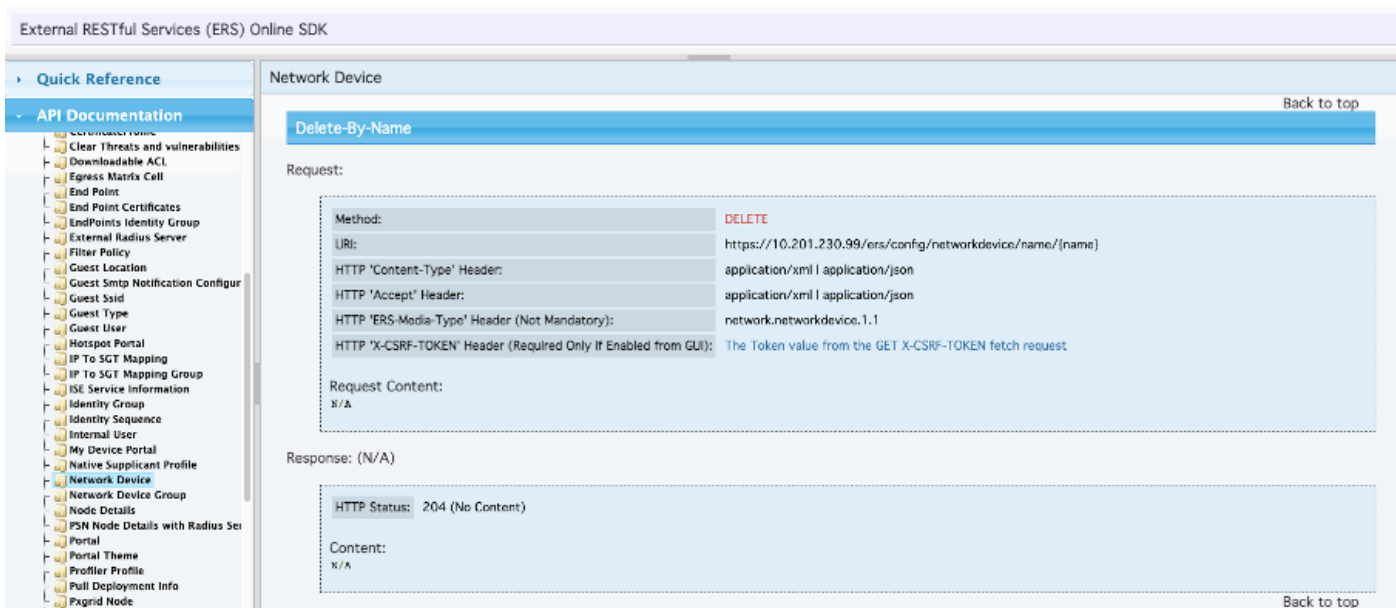 External RESTful Services (ERS) Online SDK
Quick Reference
API Documentation
Clear Threats and vulnerabilities
Downloadable ACL
Egress Matrix Cell
End Point
End Point Certificates
EndPoints Identity Group
External Radius Server
Filter Policy
Guest Location
Guest Smtp Notification Configur
Guest Ssid
Guest Type
Guest User
Hotspot Portal
IP To SGT Mapping
IP To SGT Mapping Group
ISE Service Information
Identity Group
Identity Sequence
Internal User
My Device Portal
Native Supplicant Profile
Network Device
Network Device Group
Node Details
PSN Node Details with Radius Ser
Portal
Portal Theme
Profiler Profile
Pull Deployment Info
Pxgrid Node
Network Device
Back to top
Delete-By-Name
Request:
Method: DELETE
URI: https://10.201.230.99/ers/config/networkdevice/name/{name}
HTTP 'Content-Type' Header: application/xml | application/json
HTTP 'Accept' Header: application/xml | application/json
HTTP 'ERS-Media-Type' Header (Not Mandatory): network.networkdevice.1.1
HTTP 'X-CSRF-TOKEN' Header (Required Only if Enabled from GUI): The Token value from the GET X-CSRF-TOKEN fetch request
Request Content:
N/A
Response: (N/A)
HTTP Status: 204 (No Content)
Content:
N/A
Back to top